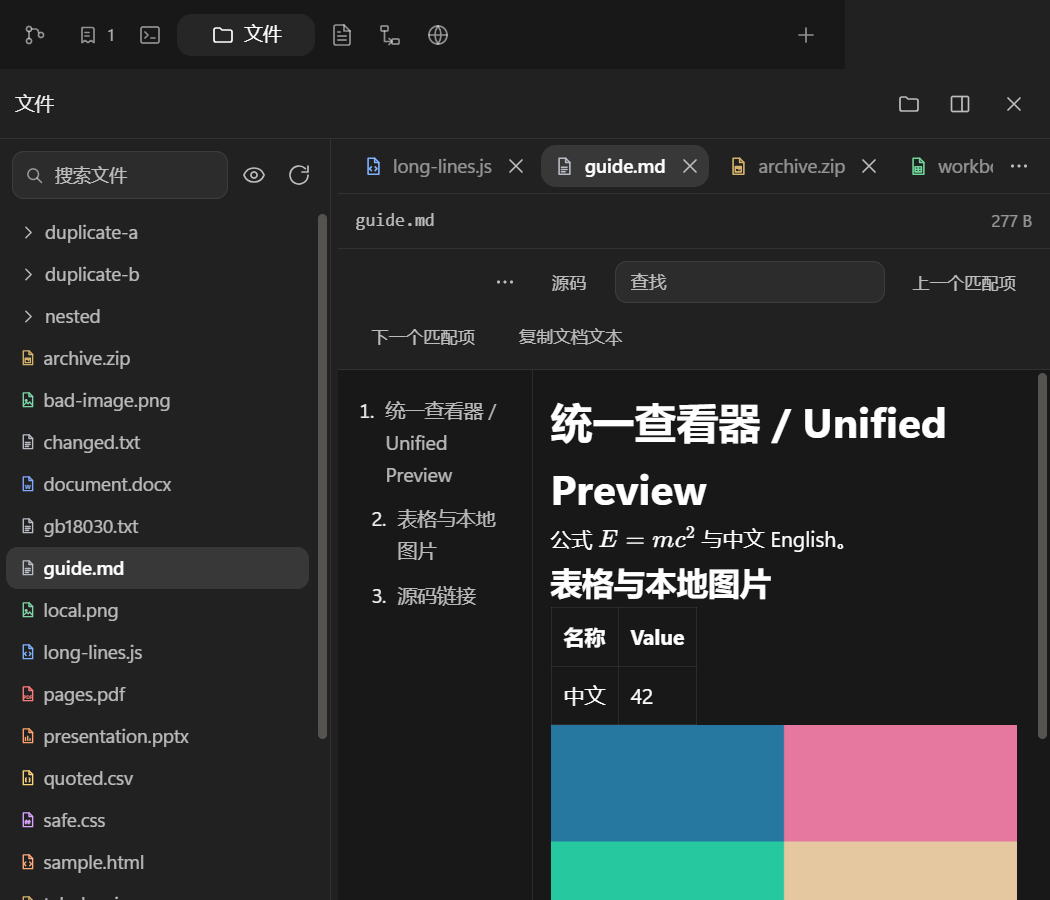 1
文件
文件
搜索文件
duplicate-a
duplicate-b
nested
archive.zip
bad-image.png
changed.txt
document.docx
gb18030.txt
guide.md
local.png
long-lines.js
pages.pdf
presentation.pptx
quoted.csv
safe.css
sample.html
long-lines.js
guide.md
archive.zip
workb
guide.md
277 B
源码
查找
上一个匹配项
下一个匹配项
复制文档文本
1. 统一查看器 /
Unified
Preview
2. 表格与本地
图片
3. 源码链接
统一查看器 / Unified
Preview
公式 E = mc² 与中文 English。
表格与本地图片
名称 Value
中文 42